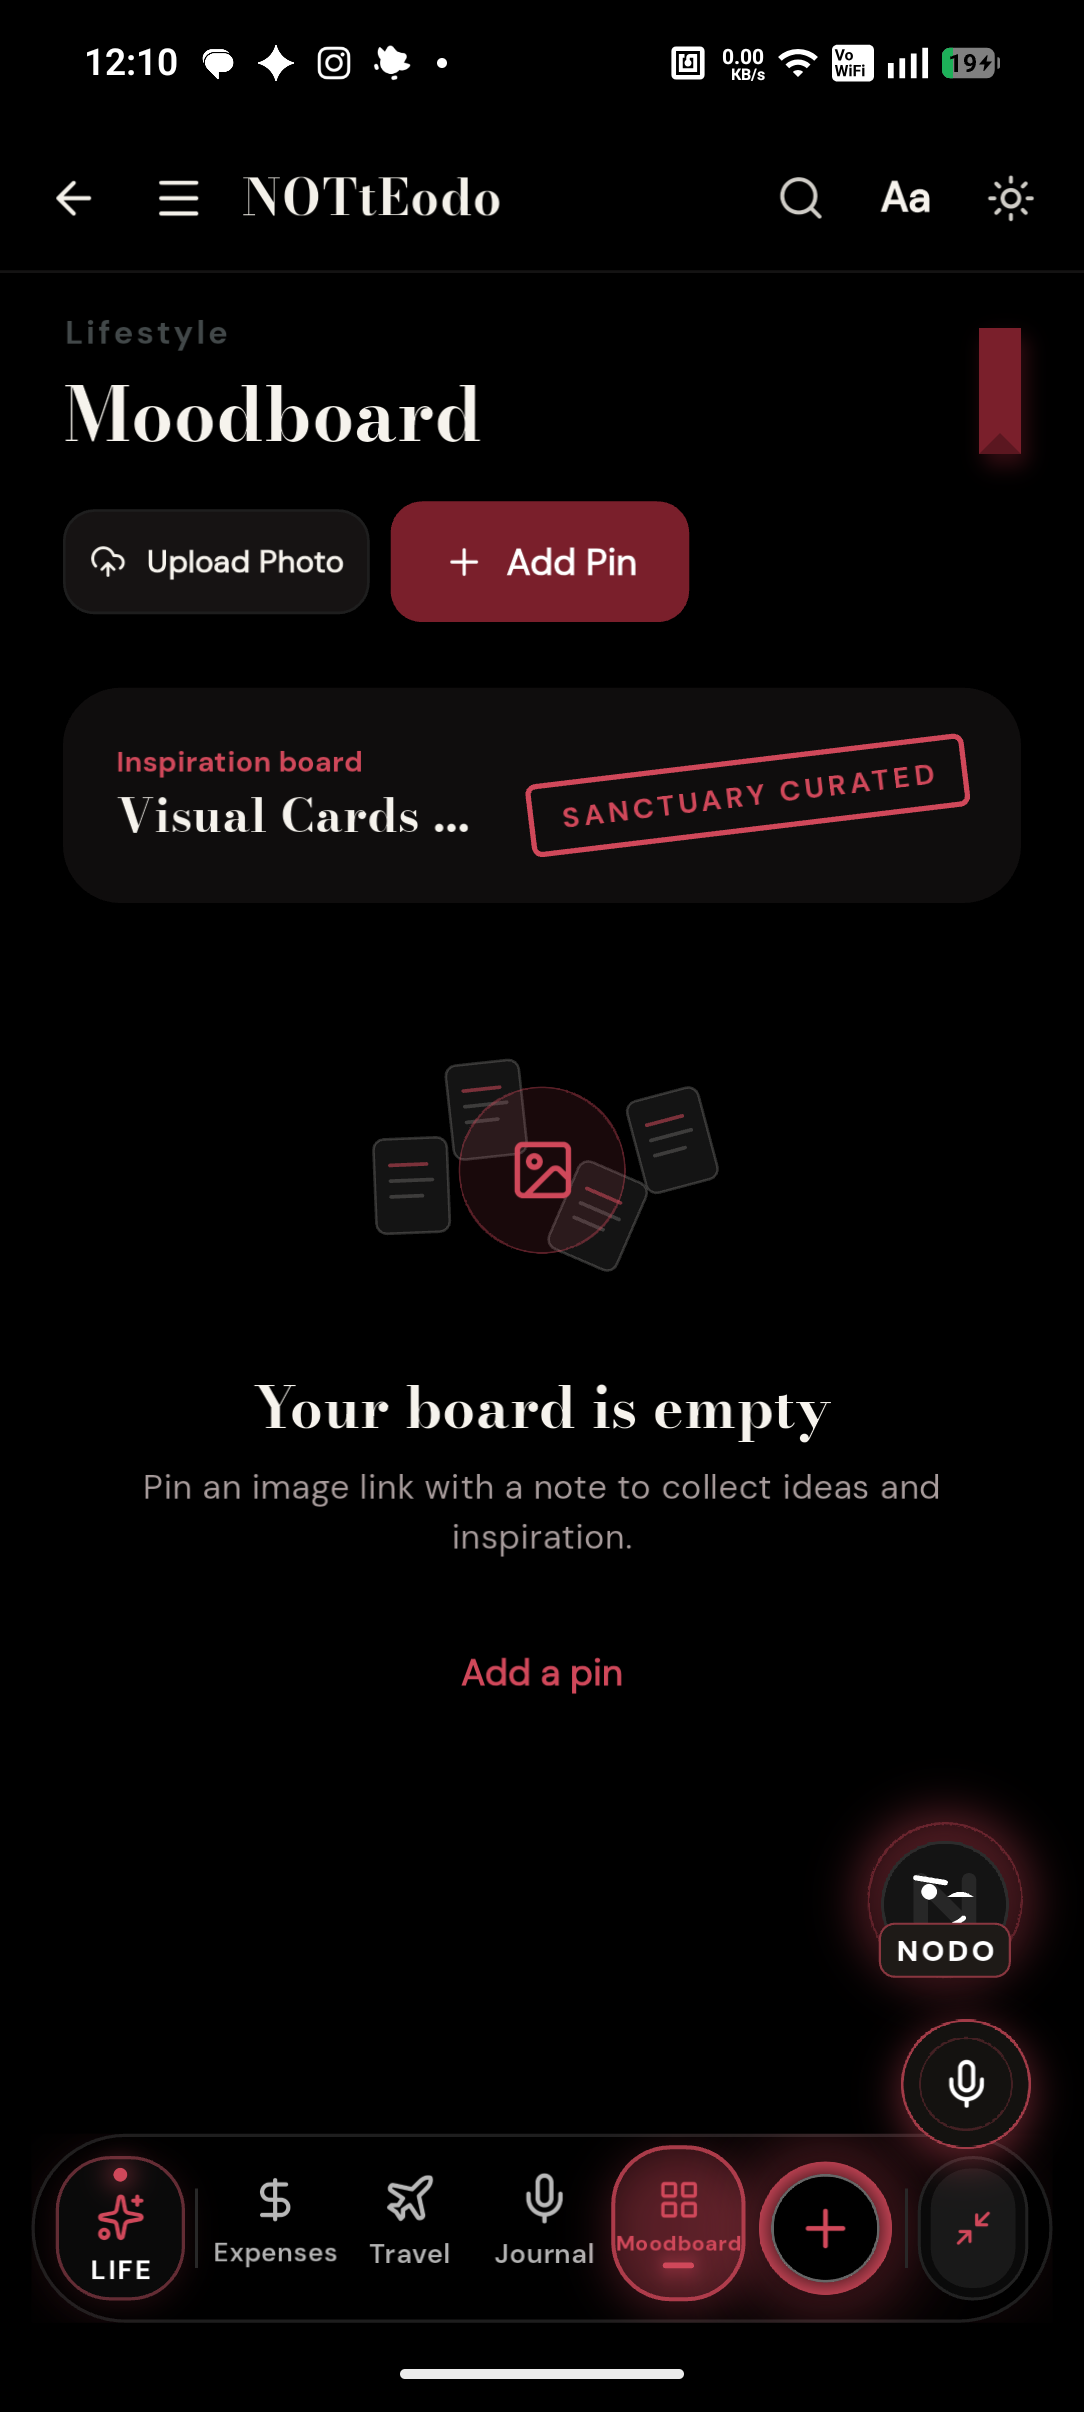 12:10
0.00
KB/s
Vo
WiFi
19
NOTtEodo
Aa
Lifestyle
Moodboard
Upload Photo
Add Pin
Inspiration board
Visual Cards ...
SANCTUARY CURATED
Your board is empty
Pin an image link with a note to collect ideas and
inspiration.
Add a pin
NODO
LIFE
Expenses
Travel
Journal
Moodboard